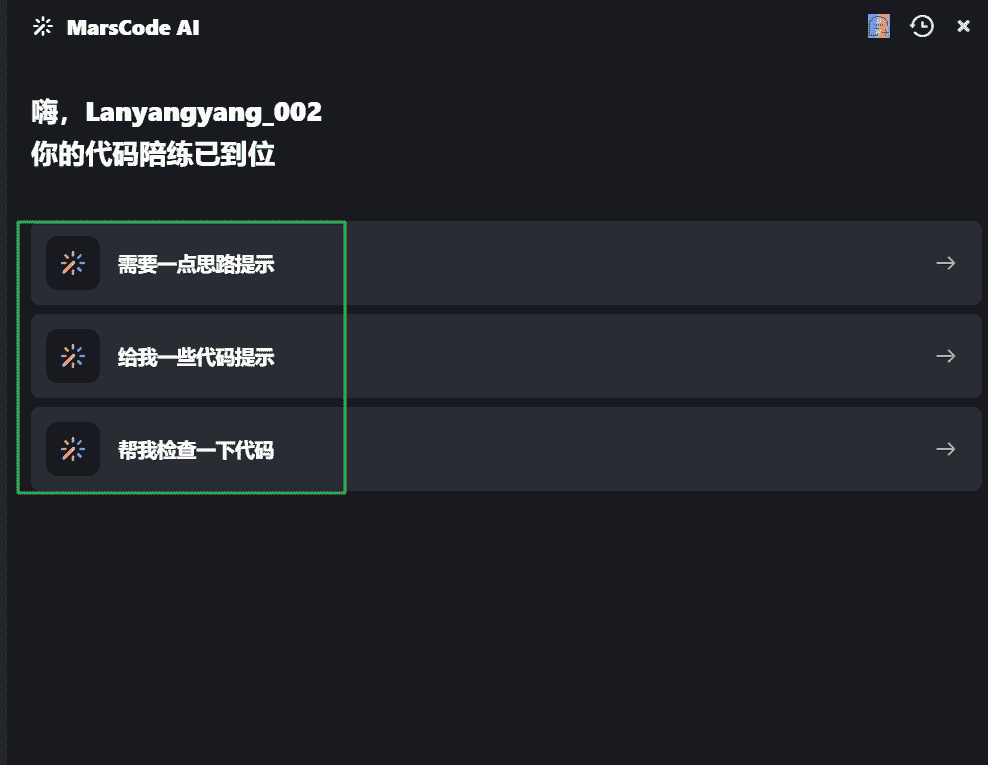 MarsCode AI
嗨，Lanyangyang_002
你的代码陪练已到位
需要一点思路提示
给我一些代码提示
帮我检查一下代码